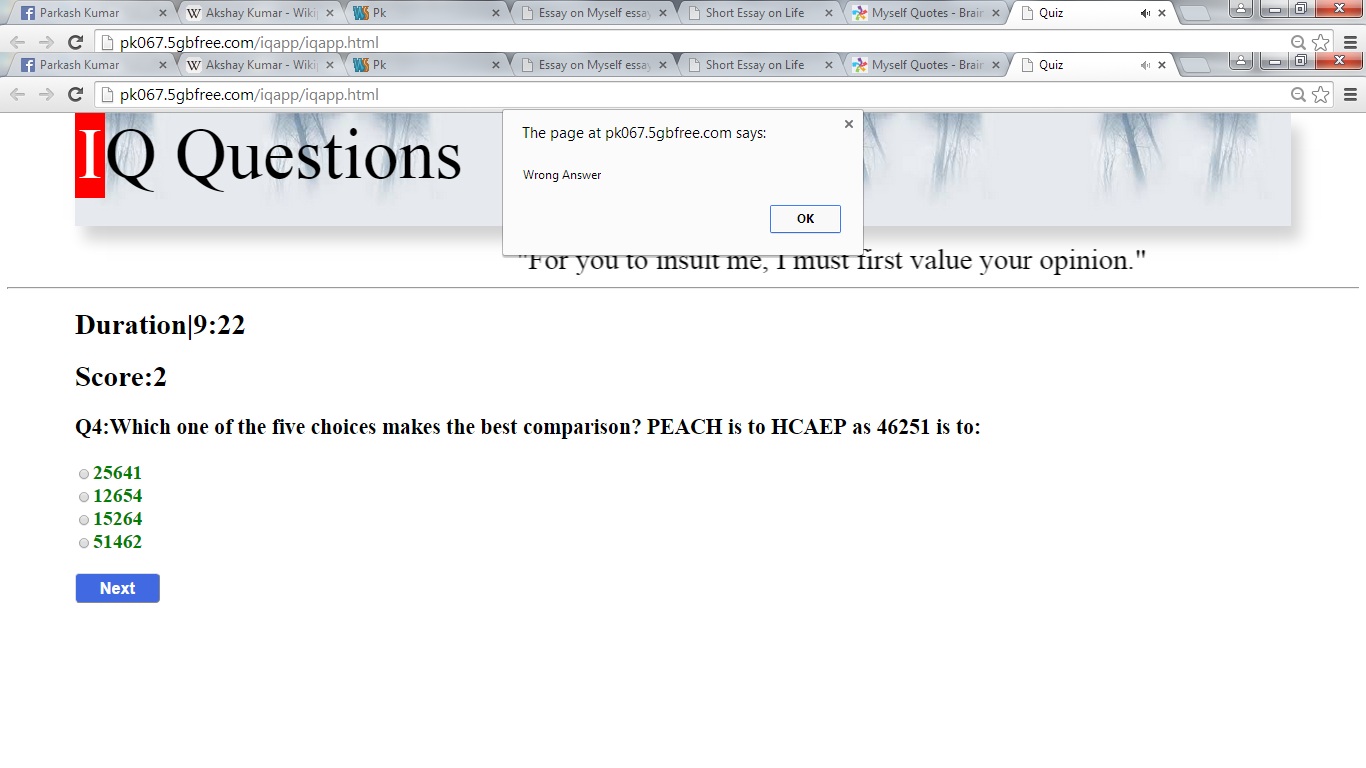 Parkash Kumar
Akshay Kumar - Wiki
Pk
Essay on Myself essay
Short Essay on Life
Myself Quotes - Brain
Quiz
pk067.5gbfree.com/iqapp/iqapp.html
Parkash Kumar
Akshay Kumar - Wiki
Pk
Essay on Myself essay
Short Essay on Life
Myself Quotes - Brain
Quiz
pk067.5gbfree.com/iqapp/iqapp.html
IQ Questions
The page at pk067.5gbfree.com says:
Wrong Answer
OK
"For you to insult me, I must first value your opinion."
Duration|9:22
Score:2
Q4:Which one of the five choices makes the best comparison? PEACH is to HCAEP as 46251 is to:
25641
12654
15264
51462
Next